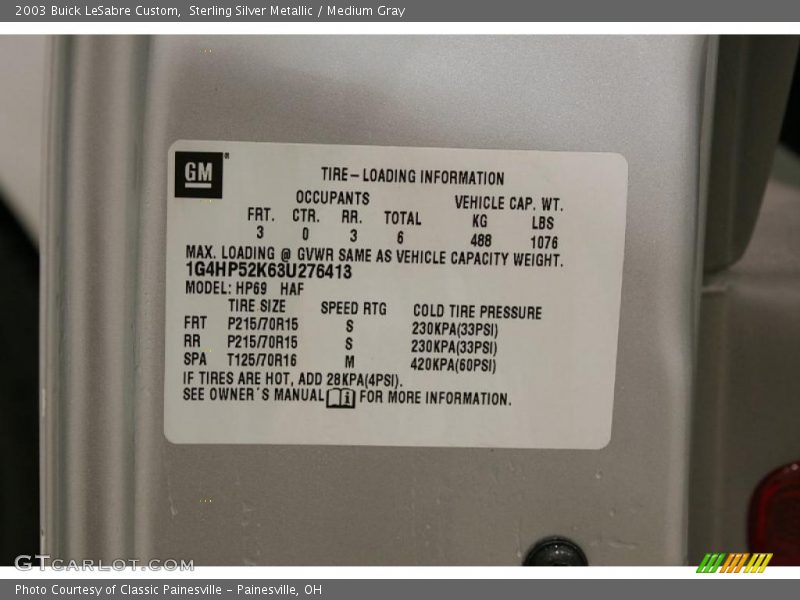 2003 Buick LeSabre Custom,  Sterling Silver Metallic / Medium Gray
GM
TIRE-LOADING INFORMATION
OCCUPANTS VEHICLE CAP. WT.
FRT. CTR. RR. TOTAL KG LBS
3 0 3 6 488 1076
MAX. LOADING @ GVWR SAME AS VEHICLE CAPACITY WEIGHT.
1G4HP52K63U276413
MODEL: HP69 HAF
TIRE SIZE SPEED RTG COLD TIRE PRESSURE
FRT P215/70R15 S 230KPA(33PSI)
RR P215/70R15 S 230KPA(33PSI)
SPA T125/70R16 M 420KPA(60PSI)
IF TIRES ARE HOT, ADD 28KPA(4PSI).
SEE OWNER'S MANUAL i FOR MORE INFORMATION.
GTCARLOT.COM
Photo Courtesy of Classic Painesville - Painesville, OH